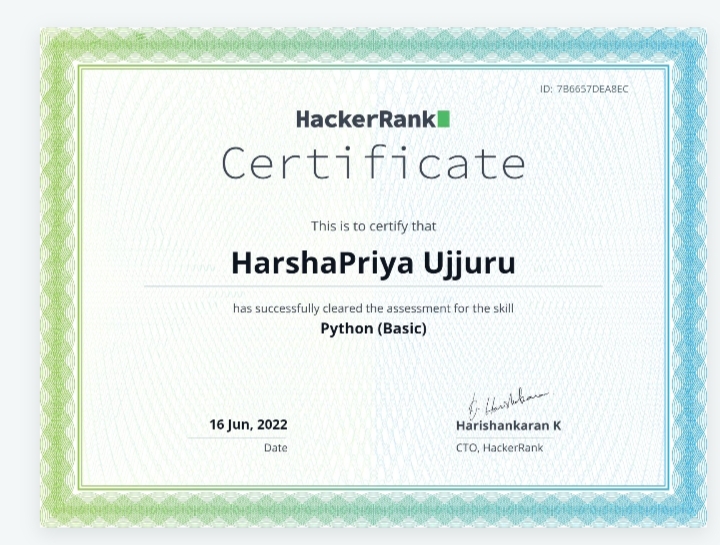 ID: 7B6657DEA8EC
HackerRank
Certificate
This is to certify that
HarshaPriya Ujjuru
has successfully cleared the assessment for the skill
Python (Basic)
16 Jun, 2022
Date
Harishankaran K
CTO, HackerRank